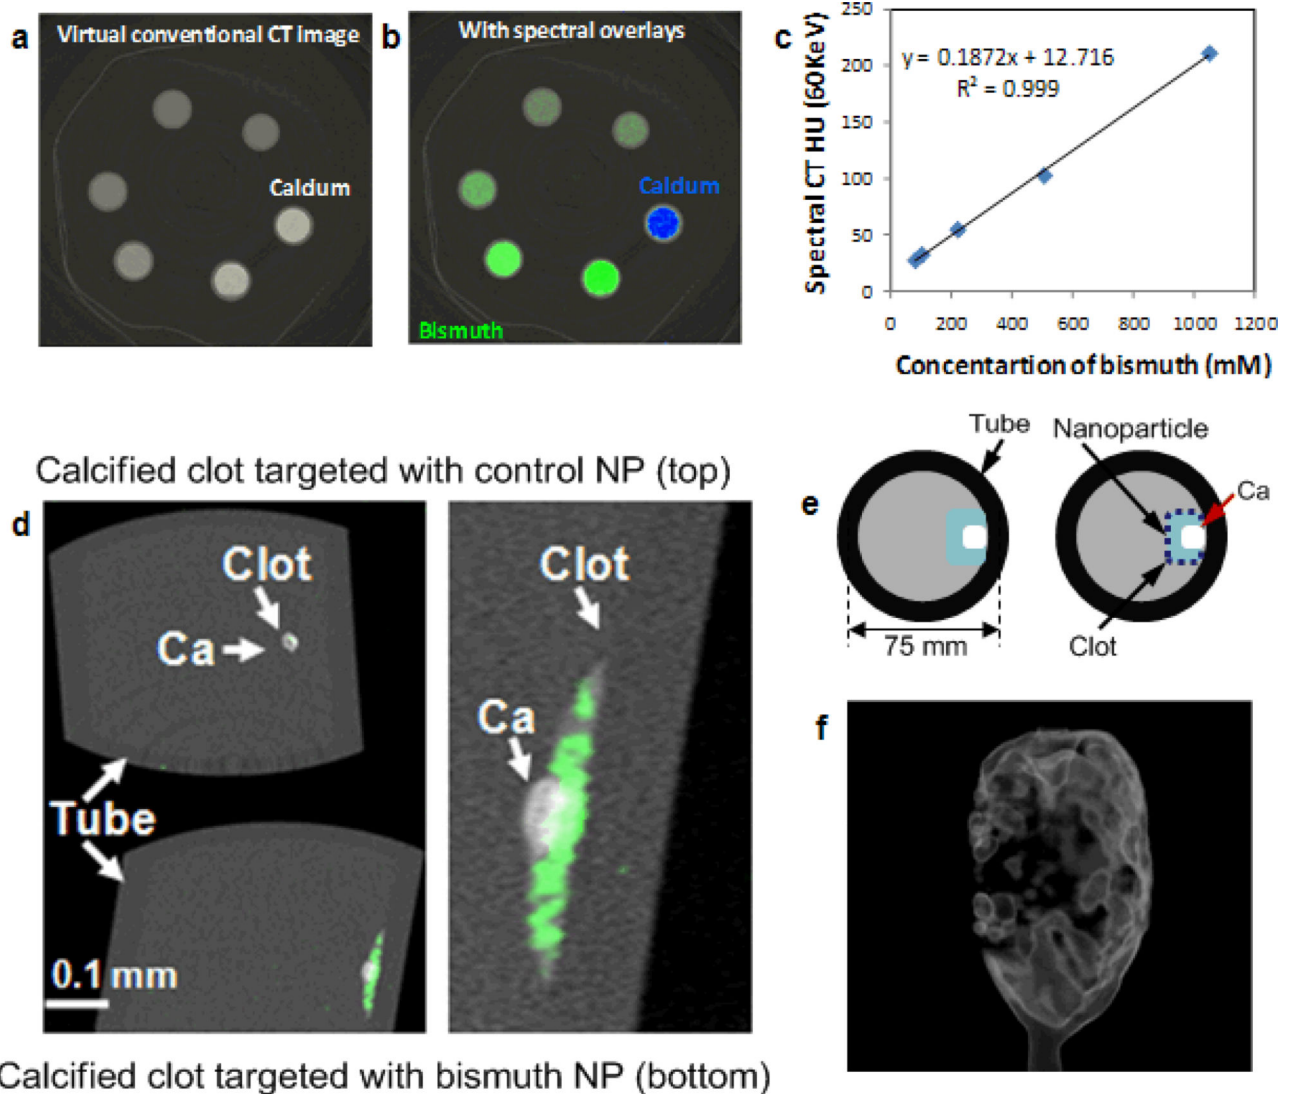 a
Virtual conventional CT image
Caldum
b
With spectral overlays
Caldum
Bismuth
c
Spectral CT HU (60KeV)
250
200
150
100
50
0
y = 0.1872x + 12.716
R² = 0.999
0 200 400 600 800 1000 1200
Concentartion of bismuth (mM)
Calcified clot targeted with control NP (top)
d
Clot
Ca
Tube
0.1 mm
Clot
Ca
Calcified clot targeted with bismuth NP (bottom)
e
Tube
Nanoparticle
Ca
75 mm
Clot
f